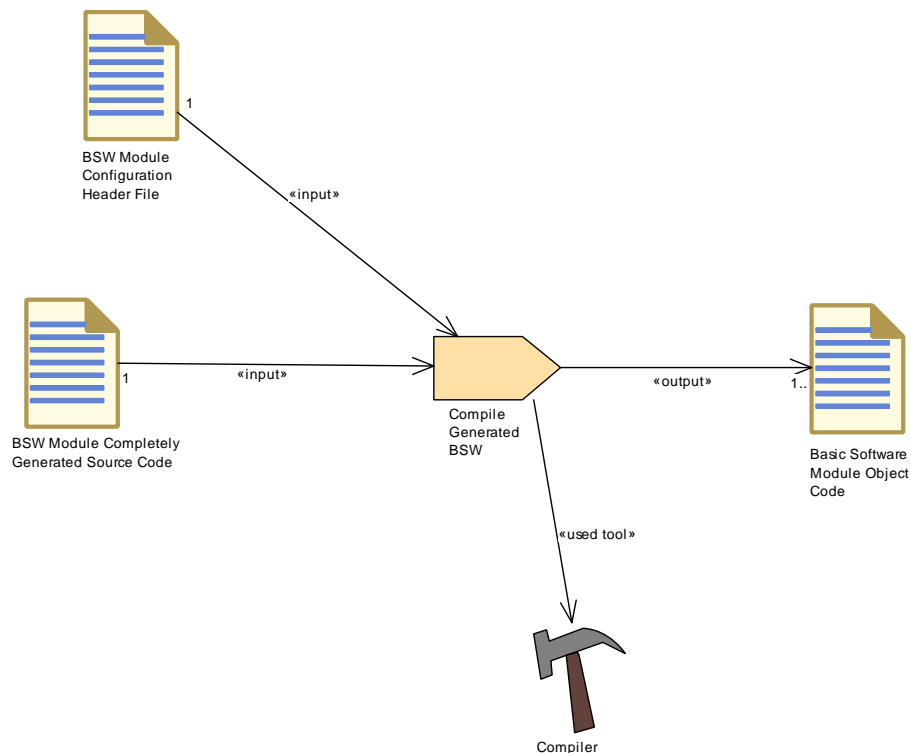 1
BSW Module
Configuration
Header File
«input»
1
«input»
BSW Module Completely
Generated Source Code
Compile
Generated
BSW
«output»
1..
Basic Software
Module Object
Code
«used tool»
Compiler